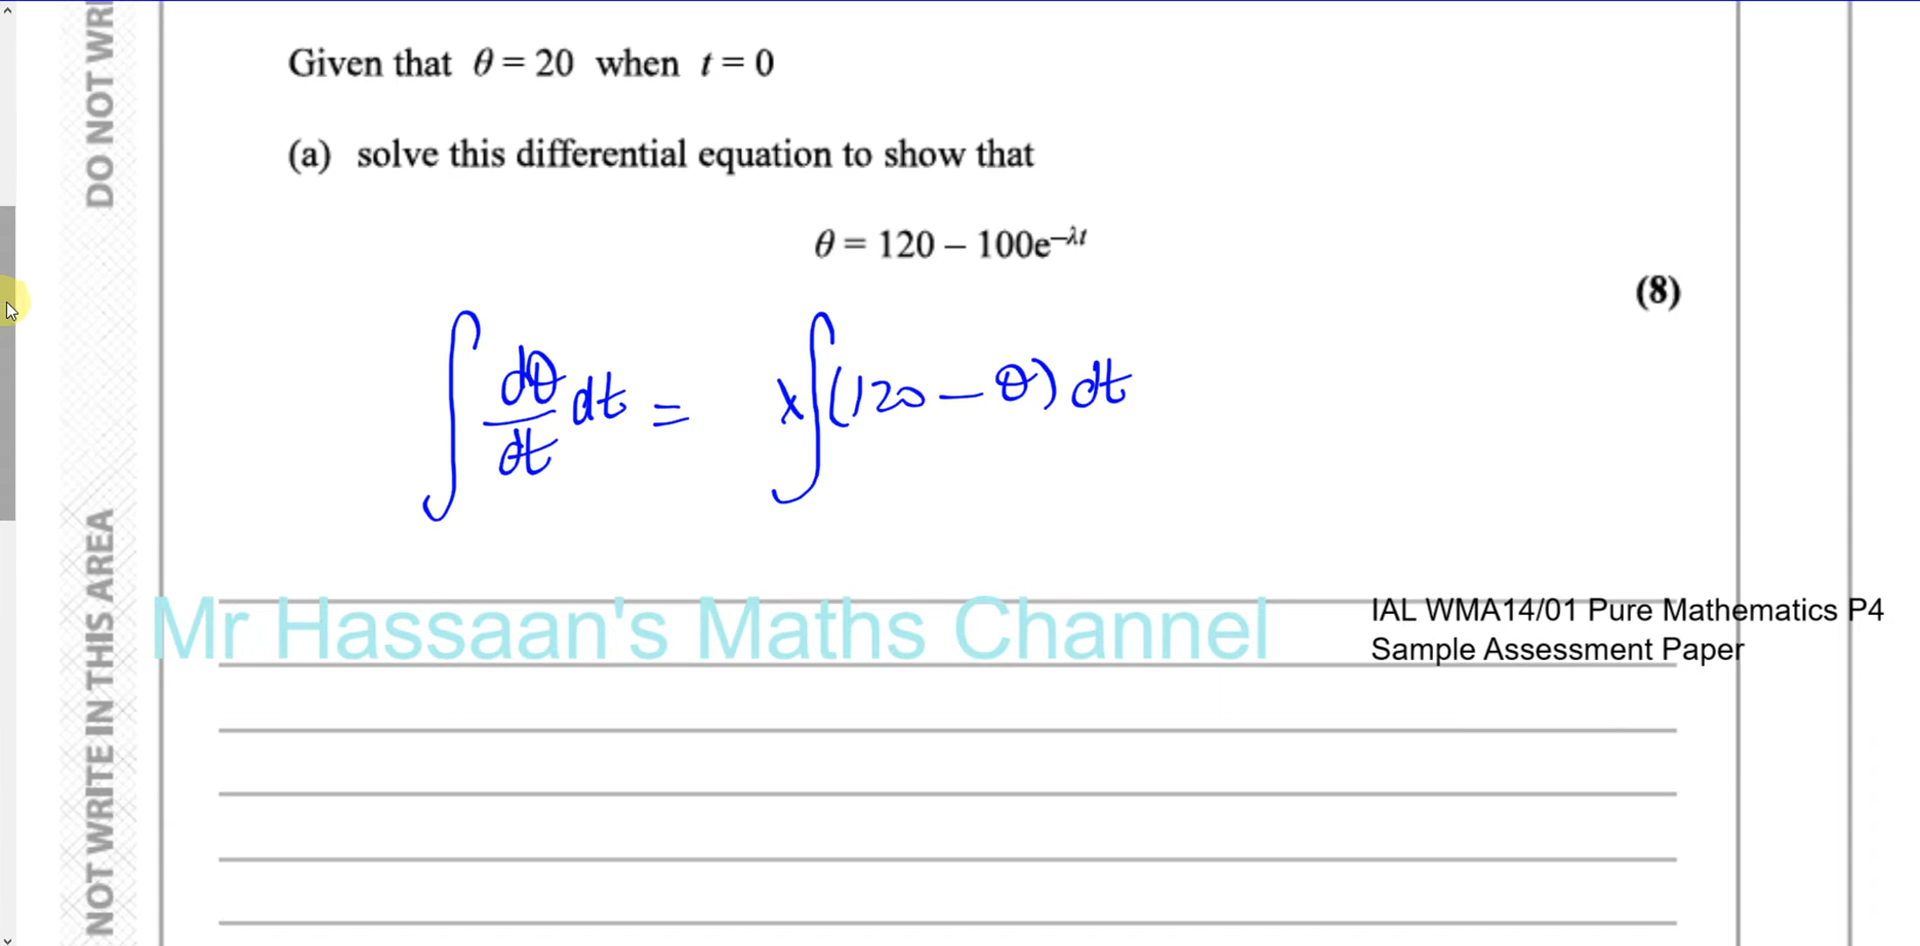 DO NOT WR
Given that θ = 20 when t = 0
(a) solve this differential equation to show that
θ = 120 – 100e^{–λt}
(8)
∫ dθ/dt dt = λ∫(120 – θ) dt
Mr Hassaan's Maths Channel
IAL WMA14/01 Pure Mathematics P4
Sample Assessment Paper
NOT WRITE IN THIS AREA